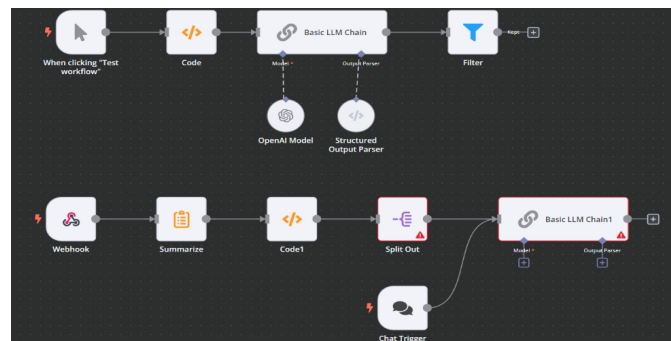 Basic LLM Chain
Kept
When clicking "Test
workflow"
Code
Model *
Output Parser
Filter
OpenAI Model
Structured
Output Parser
Basic LLM Chain1
Webhook
Summarize
Code1
Split Out
Model *
Output Parser
Chat Trigger